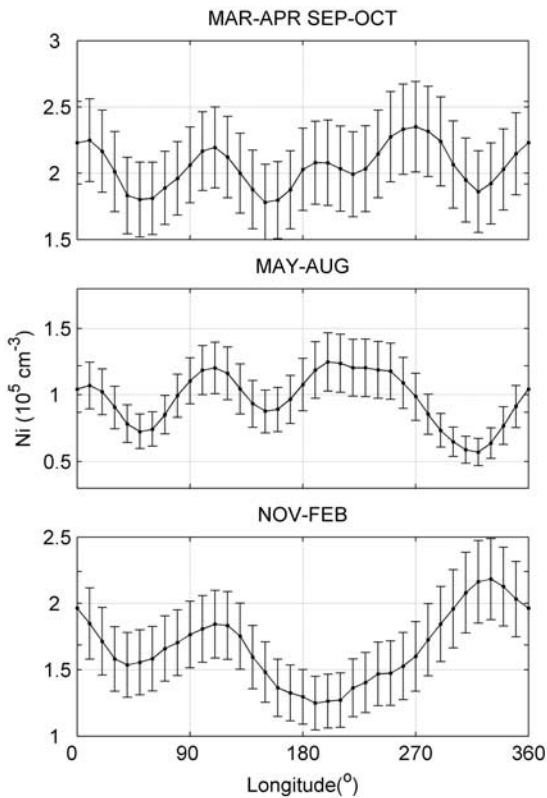 MAR-APR SEP-OCT
3
2.5
2
1.5
MAY-AUG
1.5
1
0.5
Ni (10⁵ cm⁻³)
NOV-FEB
2.5
2
1.5
1
0 90 180 270 360
Longitude(°)